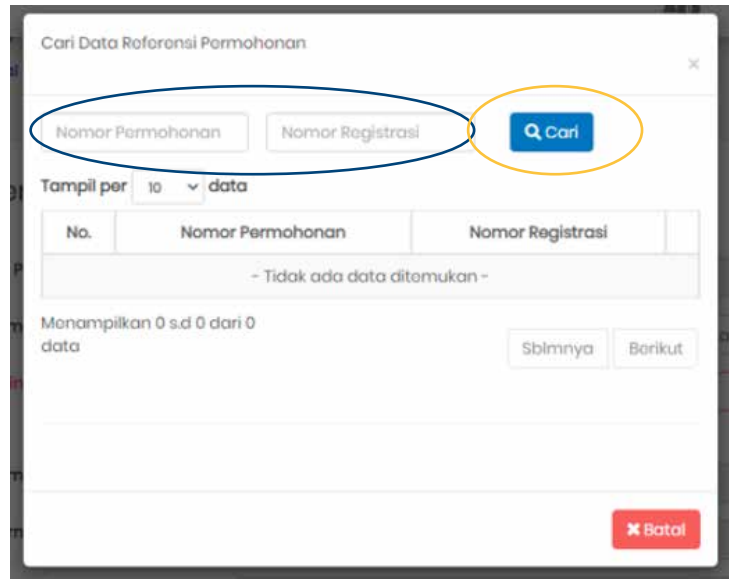 Cari Data Referensi Permohonan
×
Nomor Permohonan Nomor Registrasi Cari
Tampil per 10 data
No. Nomor Permohonan Nomor Registrasi
- Tidak ada data ditemukan -
Menampilkan 0 s.d 0 dari 0
data
Sblmnya Berikut
Batal